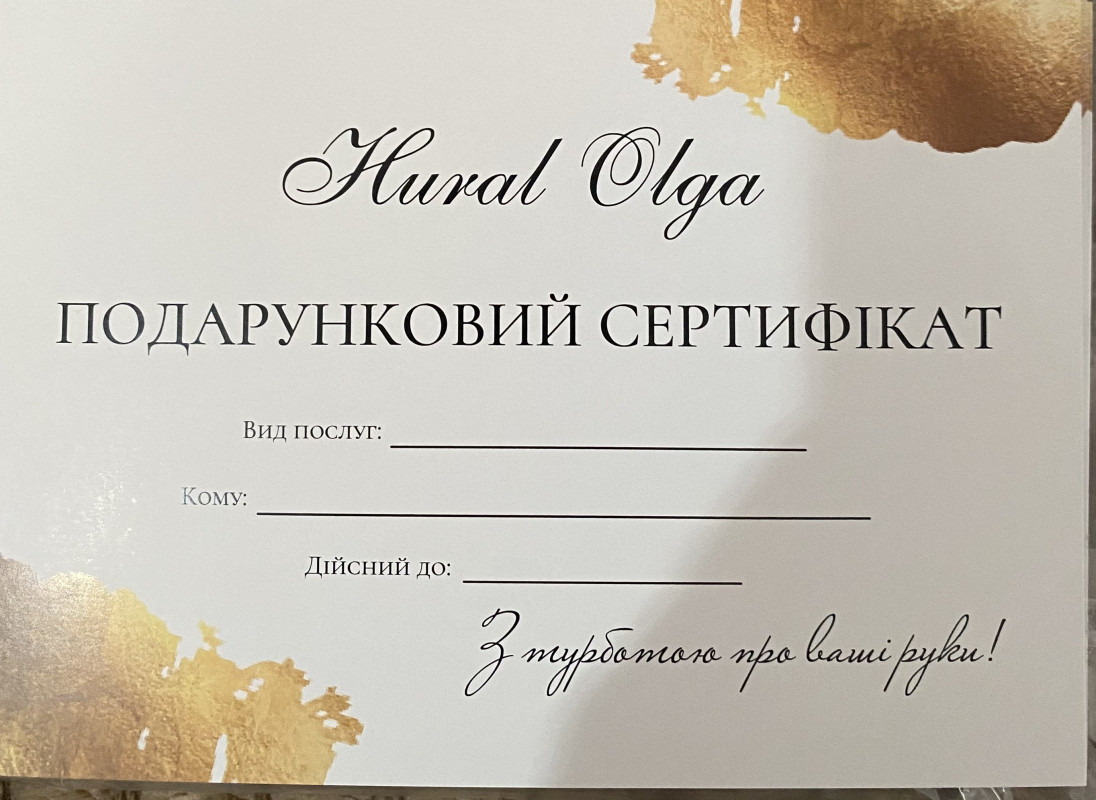 Hural Olga
ПОДАРУНКОВИЙ СЕРТИФІКАТ
Вид послуг:
Кому:
Дійсний до:
З турботою про ваші руки!